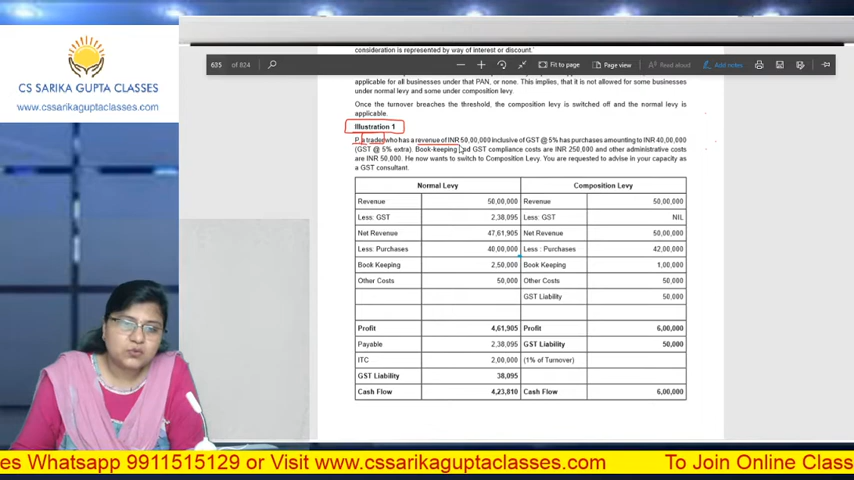 consideration is represented by way of interest or discount.'
635 of 824
Fit to page
Page view
Read aloud
Add notes
applicable for all businesses under that PAN, or none. This implies, that it is not allowed for some businesses
under normal levy and some under composition levy.
Once the turnover breaches the threshold, the composition levy is switched off and the normal levy is
applicable.
Illustration 1
P, a trader who has a revenue of INR 50,00,000 inclusive of GST @ 5% has purchases amounting to INR 40,00,000
(GST @ 5% extra). Book-keeping and GST compliance costs are INR 250,000 and other administrative costs
are INR 50,000. He now wants to switch to Composition Levy. You are requested to advise in your capacity as
a GST consultant.
Normal Levy Composition Levy
Revenue 50,00,000 Revenue 50,00,000
Less: GST 2,38,095 Less: GST NIL
Net Revenue 47,61,905 Net Revenue 50,00,000
Less: Purchases 40,00,000 Less : Purchases 42,00,000
Book Keeping 2,50,000 Book Keeping 1,00,000
Other Costs 50,000 Other Costs 50,000
GST Liability 50,000
Profit 4,61,905 Profit 6,00,000
Payable 2,38,095 GST Liability 50,000
ITC 2,00,000 (1% of Turnover)
GST Liability 38,095
Cash Flow 4,23,810 Cash Flow 6,00,000
CS SARIKA GUPTA CLASSES
www.cssarikaguptaclasses.com
es Whatsapp 9911515129 or Visit www.cssarikaguptaclasses.com To Join Online Class